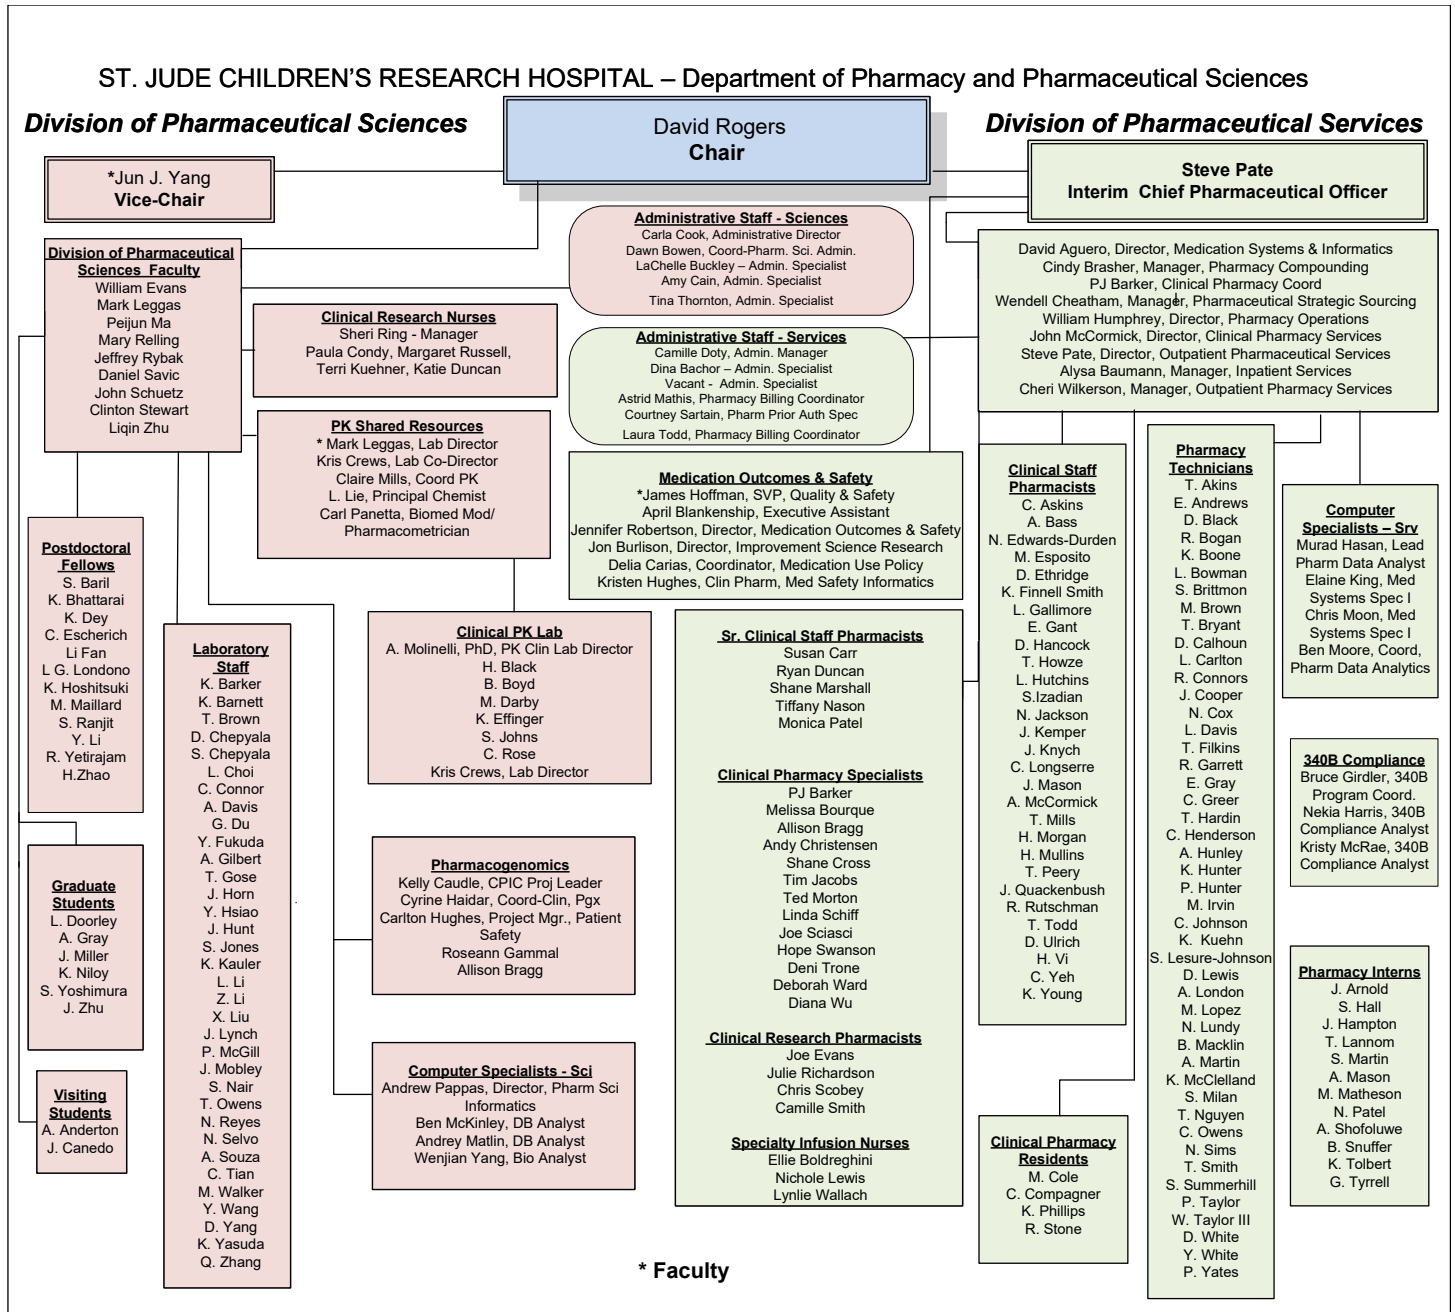 ST. JUDE CHILDREN'S RESEARCH HOSPITAL – Department of Pharmacy and Pharmaceutical Sciences
Division of Pharmaceutical Sciences
David Rogers
Chair
Division of Pharmaceutical Services
*Jun J. Yang
Vice-Chair
Steve Pate
Interim Chief Pharmaceutical Officer
Division of Pharmaceutical
Sciences Faculty
William Evans
Mark Leggas
Peijun Ma
Mary Relling
Jeffrey Rybak
Daniel Savic
John Schuetz
Clinton Stewart
Liqin Zhu
Administrative Staff - Sciences
Carla Cook, Administrative Director
Dawn Bowen, Coord-Pharm. Sci. Admin.
LaChelle Buckley – Admin. Specialist
Amy Cain, Admin. Specialist
Tina Thornton, Admin. Specialist
David Aguero, Director, Medication Systems & Informatics
Cindy Brasher, Manager, Pharmacy Compounding
PJ Barker, Clinical Pharmacy Coord
Wendell Cheatham, Manager, Pharmaceutical Strategic Sourcing
William Humphrey, Director, Pharmacy Operations
John McCormick, Director, Clinical Pharmacy Services
Steve Pate, Director, Outpatient Pharmaceutical Services
Alysa Baumann, Manager, Inpatient Services
Cheri Wilkerson, Manager, Outpatient Pharmacy Services
Clinical Research Nurses
Sheri Ring - Manager
Paula Condy, Margaret Russell,
Terri Kuehner, Katie Duncan
Administrative Staff - Services
Camille Doty, Admin. Manager
Dina Bachor – Admin. Specialist
Vacant - Admin. Specialist
Astrid Mathis, Pharmacy Billing Coordinator
Courtney Sartain, Pharm Prior Auth Spec
Laura Todd, Pharmacy Billing Coordinator
PK Shared Resources
* Mark Leggas, Lab Director
Kris Crews, Lab Co-Director
Claire Mills, Coord PK
L. Lie, Principal Chemist
Carl Panetta, Biomed Mod/
Pharmacometrician
Medication Outcomes & Safety
*James Hoffman, SVP, Quality & Safety
April Blankenship, Executive Assistant
Jennifer Robertson, Director, Medication Outcomes & Safety
Jon Burlison, Director, Improvement Science Research
Delia Carias, Coordinator, Medication Use Policy
Kristen Hughes, Clin Pharm, Med Safety Informatics
Postdoctoral
Fellows
S. Baril
K. Bhattarai
K. Dey
C. Escherich
Li Fan
L G. Londono
K. Hoshitsuki
M. Maillard
S. Ranjit
Y. Li
R. Yetirajam
H.Zhao
Graduate
Students
L. Doorley
A. Gray
J. Miller
K. Niloy
S. Yoshimura
J. Zhu
Visiting
Students
A. Anderton
J. Canedo
Laboratory
Staff
K. Barker
K. Barnett
T. Brown
D. Chepyala
S. Chepyala
L. Choi
C. Connor
A. Davis
G. Du
Y. Fukuda
A. Gilbert
T. Gose
J. Horn
Y. Hsiao
J. Hunt
S. Jones
K. Kauler
L. Li
Z. Li
X. Liu
J. Lynch
P. McGill
J. Mobley
S. Nair
T. Owens
N. Reyes
N. Selvo
A. Souza
C. Tian
M. Walker
Y. Wang
D. Yang
K. Yasuda
Q. Zhang
Clinical PK Lab
A. Molinelli, PhD, PK Clin Lab Director
H. Black
B. Boyd
M. Darby
K. Effinger
S. Johns
C. Rose
Kris Crews, Lab Director
Pharmacogenomics
Kelly Caudle, CPIC Proj Leader
Cyrine Haidar, Coord-Clin, Pgx
Carlton Hughes, Project Mgr., Patient
Safety
Roseann Gammal
Allison Bragg
Computer Specialists - Sci
Andrew Pappas, Director, Pharm Sci
Informatics
Ben McKinley, DB Analyst
Andrey Matlin, DB Analyst
Wenjian Yang, Bio Analyst
Sr. Clinical Staff Pharmacists
Susan Carr
Ryan Duncan
Shane Marshall
Tiffany Nason
Monica Patel
Clinical Pharmacy Specialists
PJ Barker
Melissa Bourque
Allison Bragg
Andy Christensen
Shane Cross
Tim Jacobs
Ted Morton
Linda Schiff
Joe Sciasci
Hope Swanson
Deni Trone
Deborah Ward
Diana Wu
Clinical Research Pharmacists
Joe Evans
Julie Richardson
Chris Scobey
Camille Smith
Specialty Infusion Nurses
Ellie Boldreghini
Nichole Lewis
Lynlie Wallach
Clinical Staff
Pharmacists
C. Askins
A. Bass
N. Edwards-Durden
M. Esposito
D. Ethridge
K. Finnell Smith
L. Gallimore
E. Gant
D. Hancock
T. Howze
L. Hutchins
S.Izadian
N. Jackson
J. Kemper
J. Knych
C. Longserre
J. Mason
A. McCormick
T. Mills
H. Morgan
H. Mullins
T. Peery
J. Quackenbush
R. Rutschman
T. Todd
D. Ulrich
H. Vi
C. Yeh
K. Young
Clinical Pharmacy
Residents
M. Cole
C. Compagner
K. Phillips
R. Stone
Pharmacy
Technicians
T. Akins
E. Andrews
D. Black
R. Bogan
K. Boone
L. Bowman
S. Brittmon
M. Brown
T. Bryant
D. Calhoun
L. Carlton
R. Connors
J. Cooper
N. Cox
L. Davis
T. Filkins
R. Garrett
E. Gray
C. Greer
T. Hardin
C. Henderson
A. Hunley
K. Hunter
P. Hunter
M. Irvin
C. Johnson
K. Kuehn
S. Lesure-Johnson
D. Lewis
A. London
M. Lopez
N. Lundy
B. Macklin
A. Martin
K. McClelland
S. Milan
T. Nguyen
C. Owens
N. Sims
T. Smith
S. Summerhill
P. Taylor
W. Taylor III
D. White
Y. White
P. Yates
Computer
Specialists – Srv
Murad Hasan, Lead
Pharm Data Analyst
Elaine King, Med
Systems Spec I
Chris Moon, Med
Systems Spec I
Ben Moore, Coord,
Pharm Data Analytics
340B Compliance
Bruce Girdler, 340B
Program Coord.
Nekia Harris, 340B
Compliance Analyst
Kristy McRae, 340B
Compliance Analyst
Pharmacy Interns
J. Arnold
S. Hall
J. Hampton
T. Lannom
S. Martin
A. Mason
M. Matheson
N. Patel
A. Shofoluwe
B. Snuffer
K. Tolbert
G. Tyrrell
* Faculty